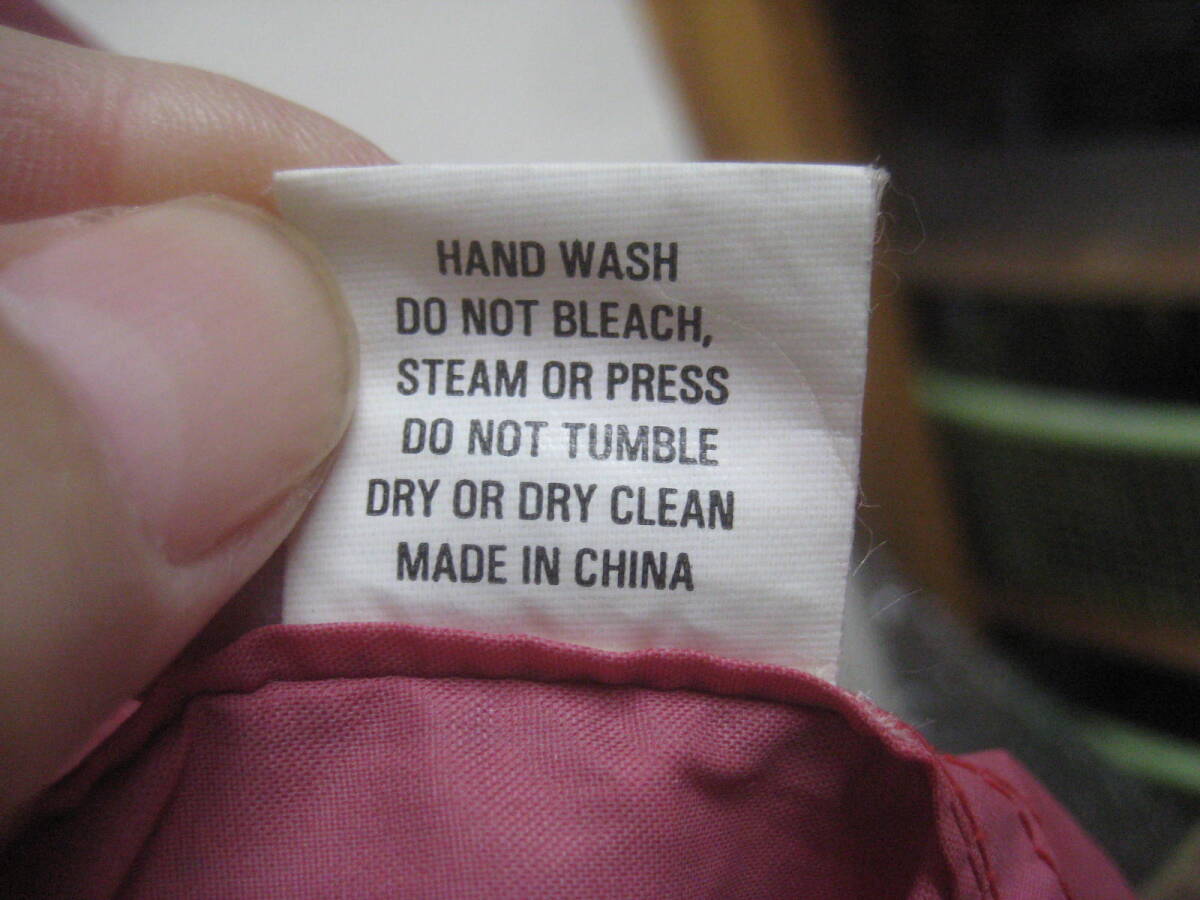 HAND WASH
DO NOT BLEACH,
STEAM OR PRESS
DO NOT TUMBLE
DRY OR DRY CLEAN
MADE IN CHINA